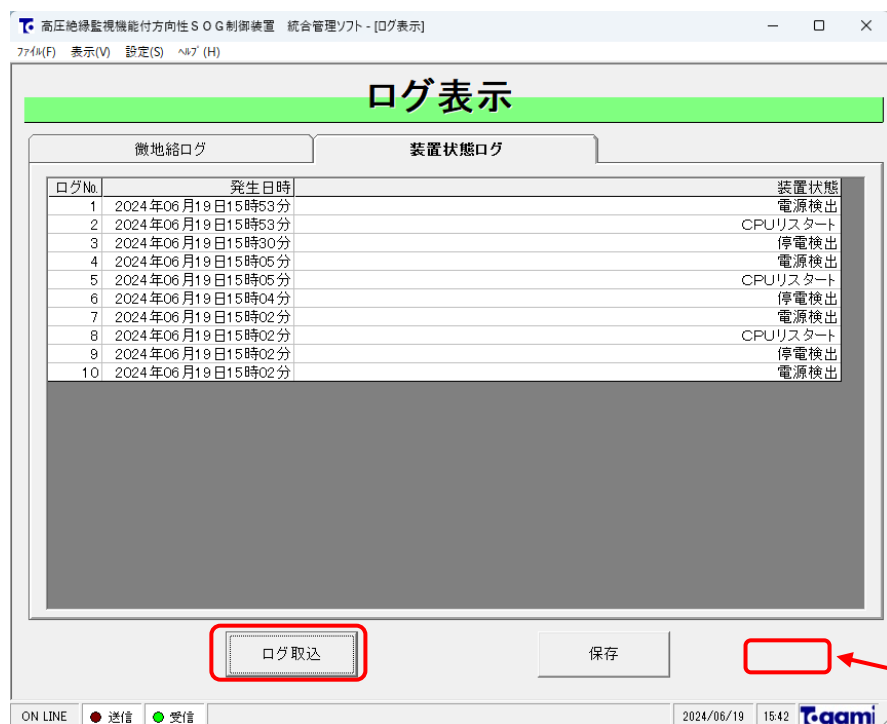 高圧絶縁監視機能付方向性ＳＯＧ制御装置　統合管理ソフト - [ログ表示]
ﾌｧｲﾙ(F) 表示(V) 設定(S) ﾍﾙﾌﾟ(H)
ログ表示
微地絡ログ 装置状態ログ
ログNo. 発生日時 装置状態
1 2024年06月19日15時53分 電源検出
2 2024年06月19日15時53分 CPUリスタート
3 2024年06月19日15時30分 停電検出
4 2024年06月19日15時05分 電源検出
5 2024年06月19日15時05分 CPUリスタート
6 2024年06月19日15時04分 停電検出
7 2024年06月19日15時02分 電源検出
8 2024年06月19日15時02分 CPUリスタート
9 2024年06月19日15時02分 停電検出
10 2024年06月19日15時02分 電源検出
ログ取込 保存
ON LINE 送信 受信 2024/06/19 15:42 Togami